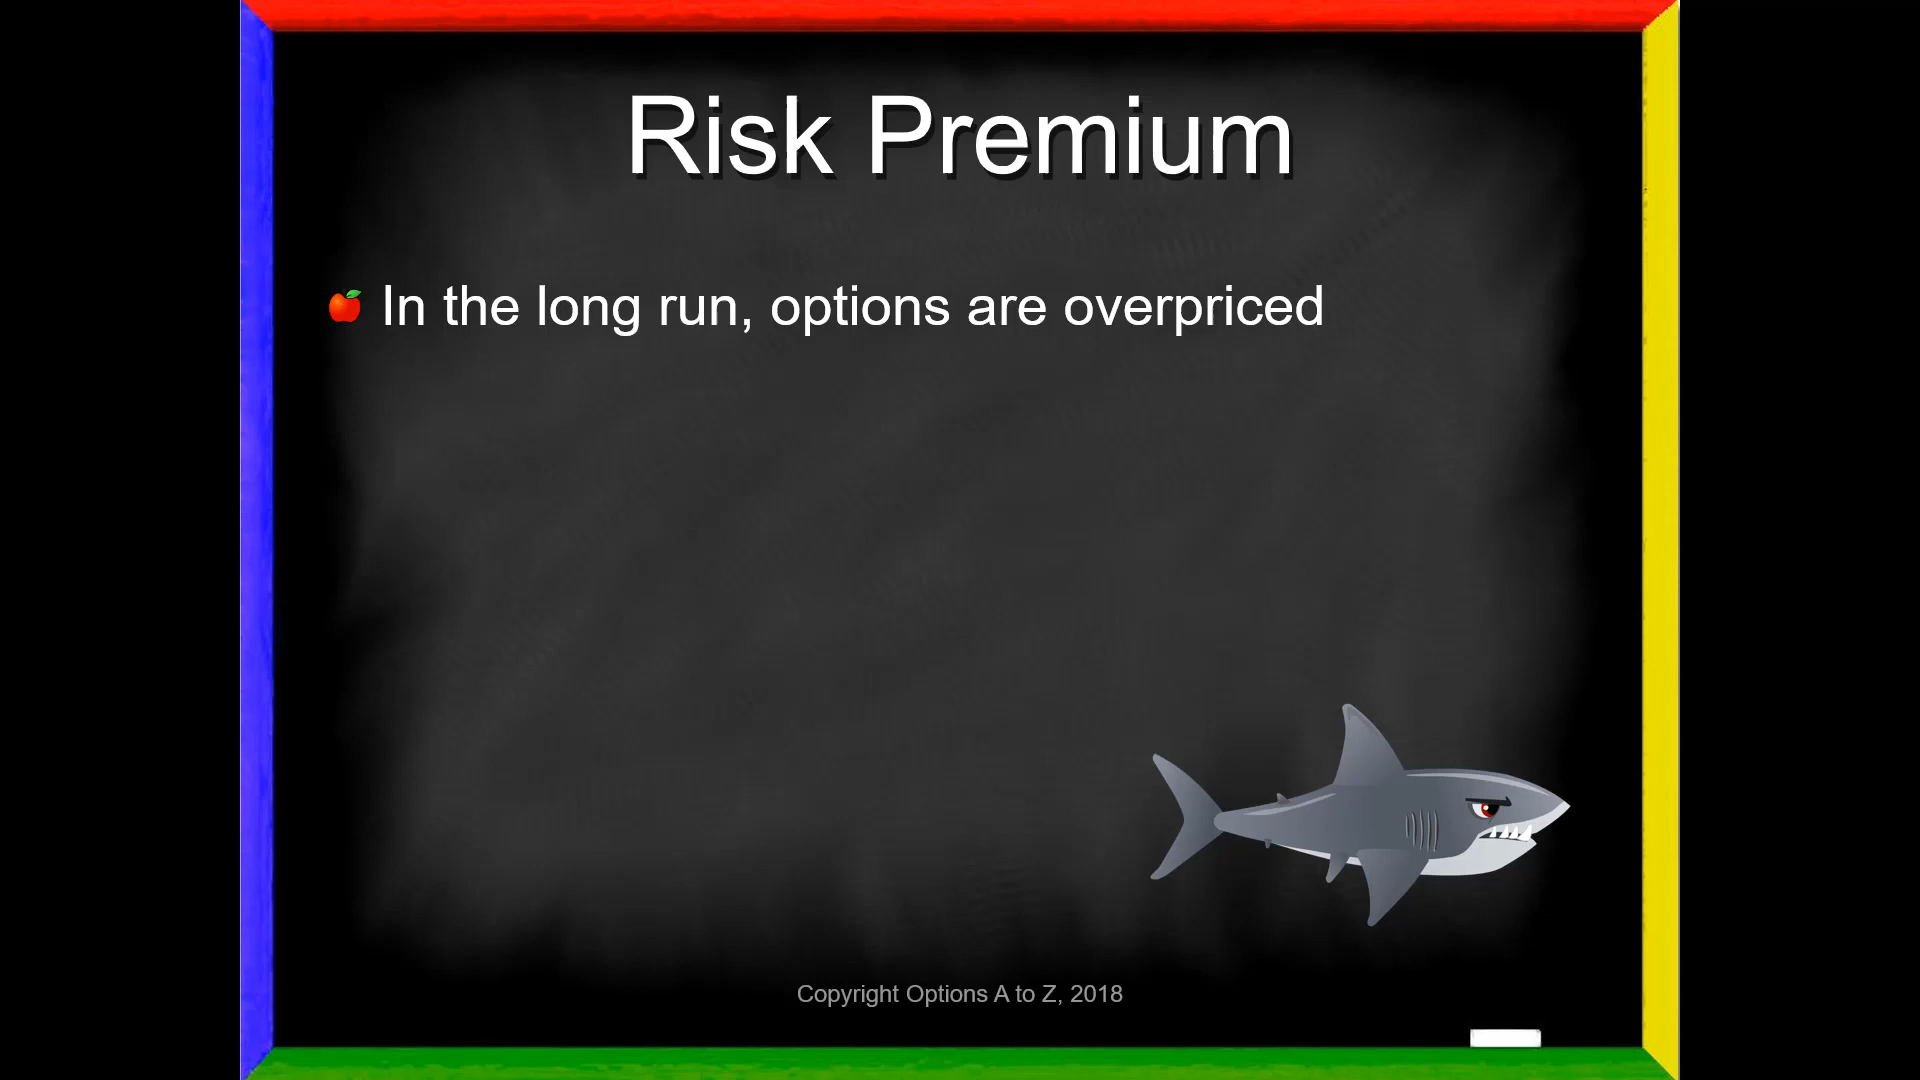 Risk Premium
In the long run, options are overpriced
Copyright Options A to Z, 2018